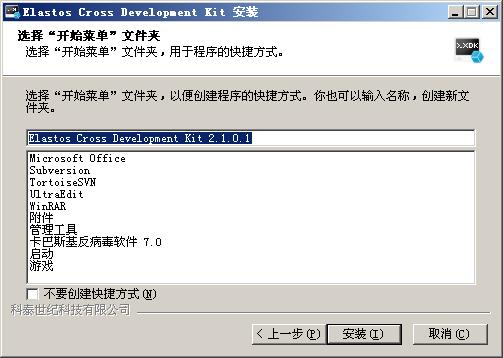 Elastos Cross Development Kit 安装
选择“开始菜单”文件夹
选择“开始菜单”文件夹，用于程序的快捷方式。
XDK
选择“开始菜单”文件夹，以便创建程序的快捷方式。你也可以输入名称，创建新文
件夹。
Elastos Cross Development Kit 2.1.0.1
Microsoft Office
Subversion
TortoiseSVN
UltraEdit
WinRAR
附件
管理工具
卡巴斯基反病毒软件 7.0
启动
游戏
不要创建快捷方式(N)
科泰世纪科技有限公司
< 上一步(P) 安装(I) 取消(C)